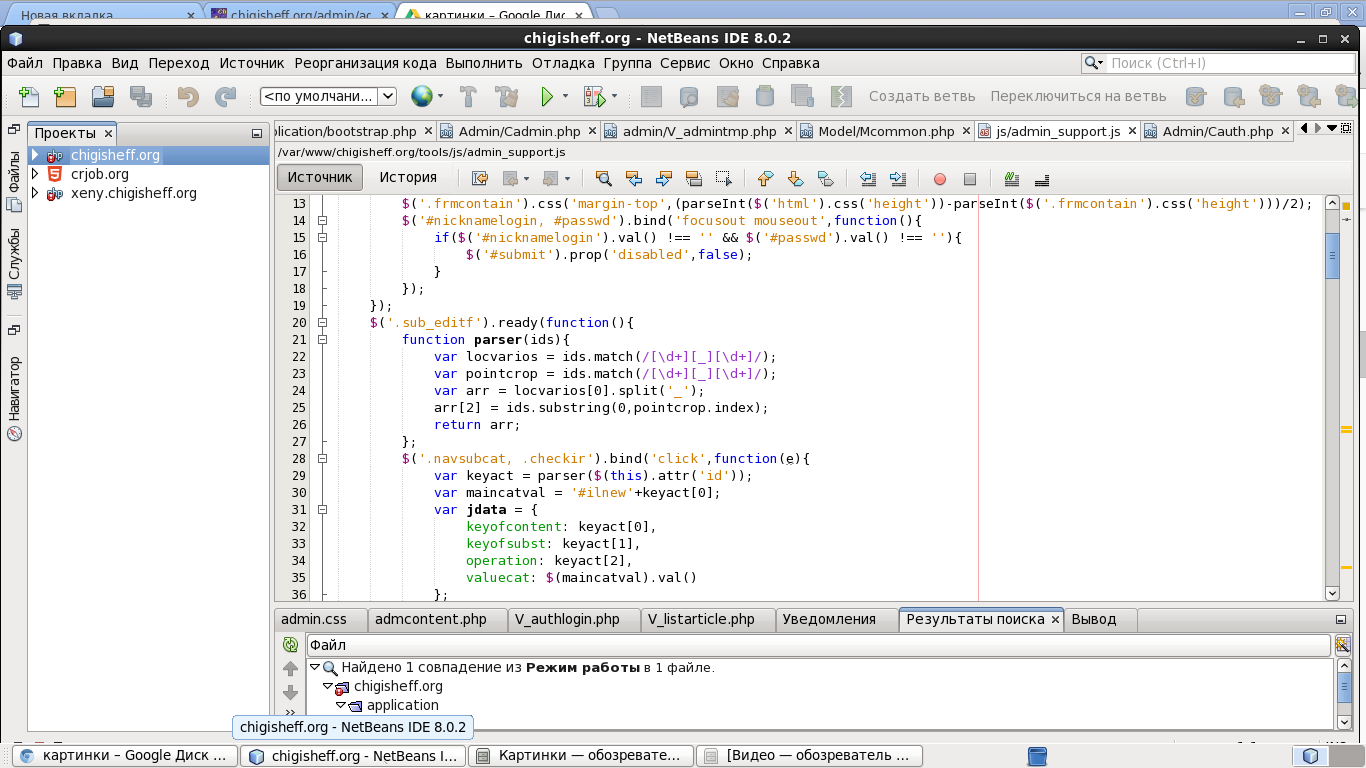 Новая вкладка
chigisheff.org/admin/ac
картинки – Google Дис
chigisheff.org - NetBeans IDE 8.0.2
Файл Правка Вид Переход Источник Реорганизация кода Выполнить Отладка Группа Сервис Окно Справка
Поиск (Ctrl+I)
<по умолчани...
Создать ветвь
Переключиться на ветвь
Проекты
Файлы
Службы
Навигатор
chigisheff.org
crjob.org
xeny.chigisheff.org
plication/bootstrap.php
Admin/Cadmin.php
admin/V_admintmp.php
Model/Mcommon.php
js/admin_support.js
Admin/Cauth.php
/var/www/chigisheff.org/tools/js/admin_support.js
Источник
История
13 $('.frmcontain').css('margin-top',(parseInt($('html').css('height'))-parseInt($('.frmcontain').css('height')))/2);
14 $('#nicknamelogin, #passwd').bind('focusout mouseout',function(){
15 if($('#nicknamelogin').val() !== '' && $('#passwd').val() !== ''){
16 $('#submit').prop('disabled',false);
17 }
18 });
19 });
20 $('.sub_editf').ready(function(){
21 function parser(ids){
22 var locvarios = ids.match(/[\d+][_][\d+]/);
23 var pointcrop = ids.match(/[\d+][_][\d+]/);
24 var arr = locvarios[0].split('_');
25 arr[2] = ids.substring(0,pointcrop.index);
26 return arr;
27 };
28 $('.navsubcat, .checkir').bind('click',function(e){
29 var keyact = parser($(this).attr('id'));
30 var maincatval = '#ilnew'+keyact[0];
31 var jdata = {
32 keyofcontent: keyact[0],
33 keyofsubst: keyact[1],
34 operation: keyact[2],
35 valuecat: $(maincatval).val()
36 };
admin.css
admcontent.php
V_authlogin.php
V_listarticle.php
Уведомления
Результаты поиска
Вывод
Файл
Найдено 1 совпадение из Режим работы в 1 файле.
chigisheff.org
application
chigisheff.org - NetBeans IDE 8.0.2
картинки – Google Диск ...
chigisheff.org - NetBeans I...
Картинки — обозревате...
[Видео — обозреватель ...